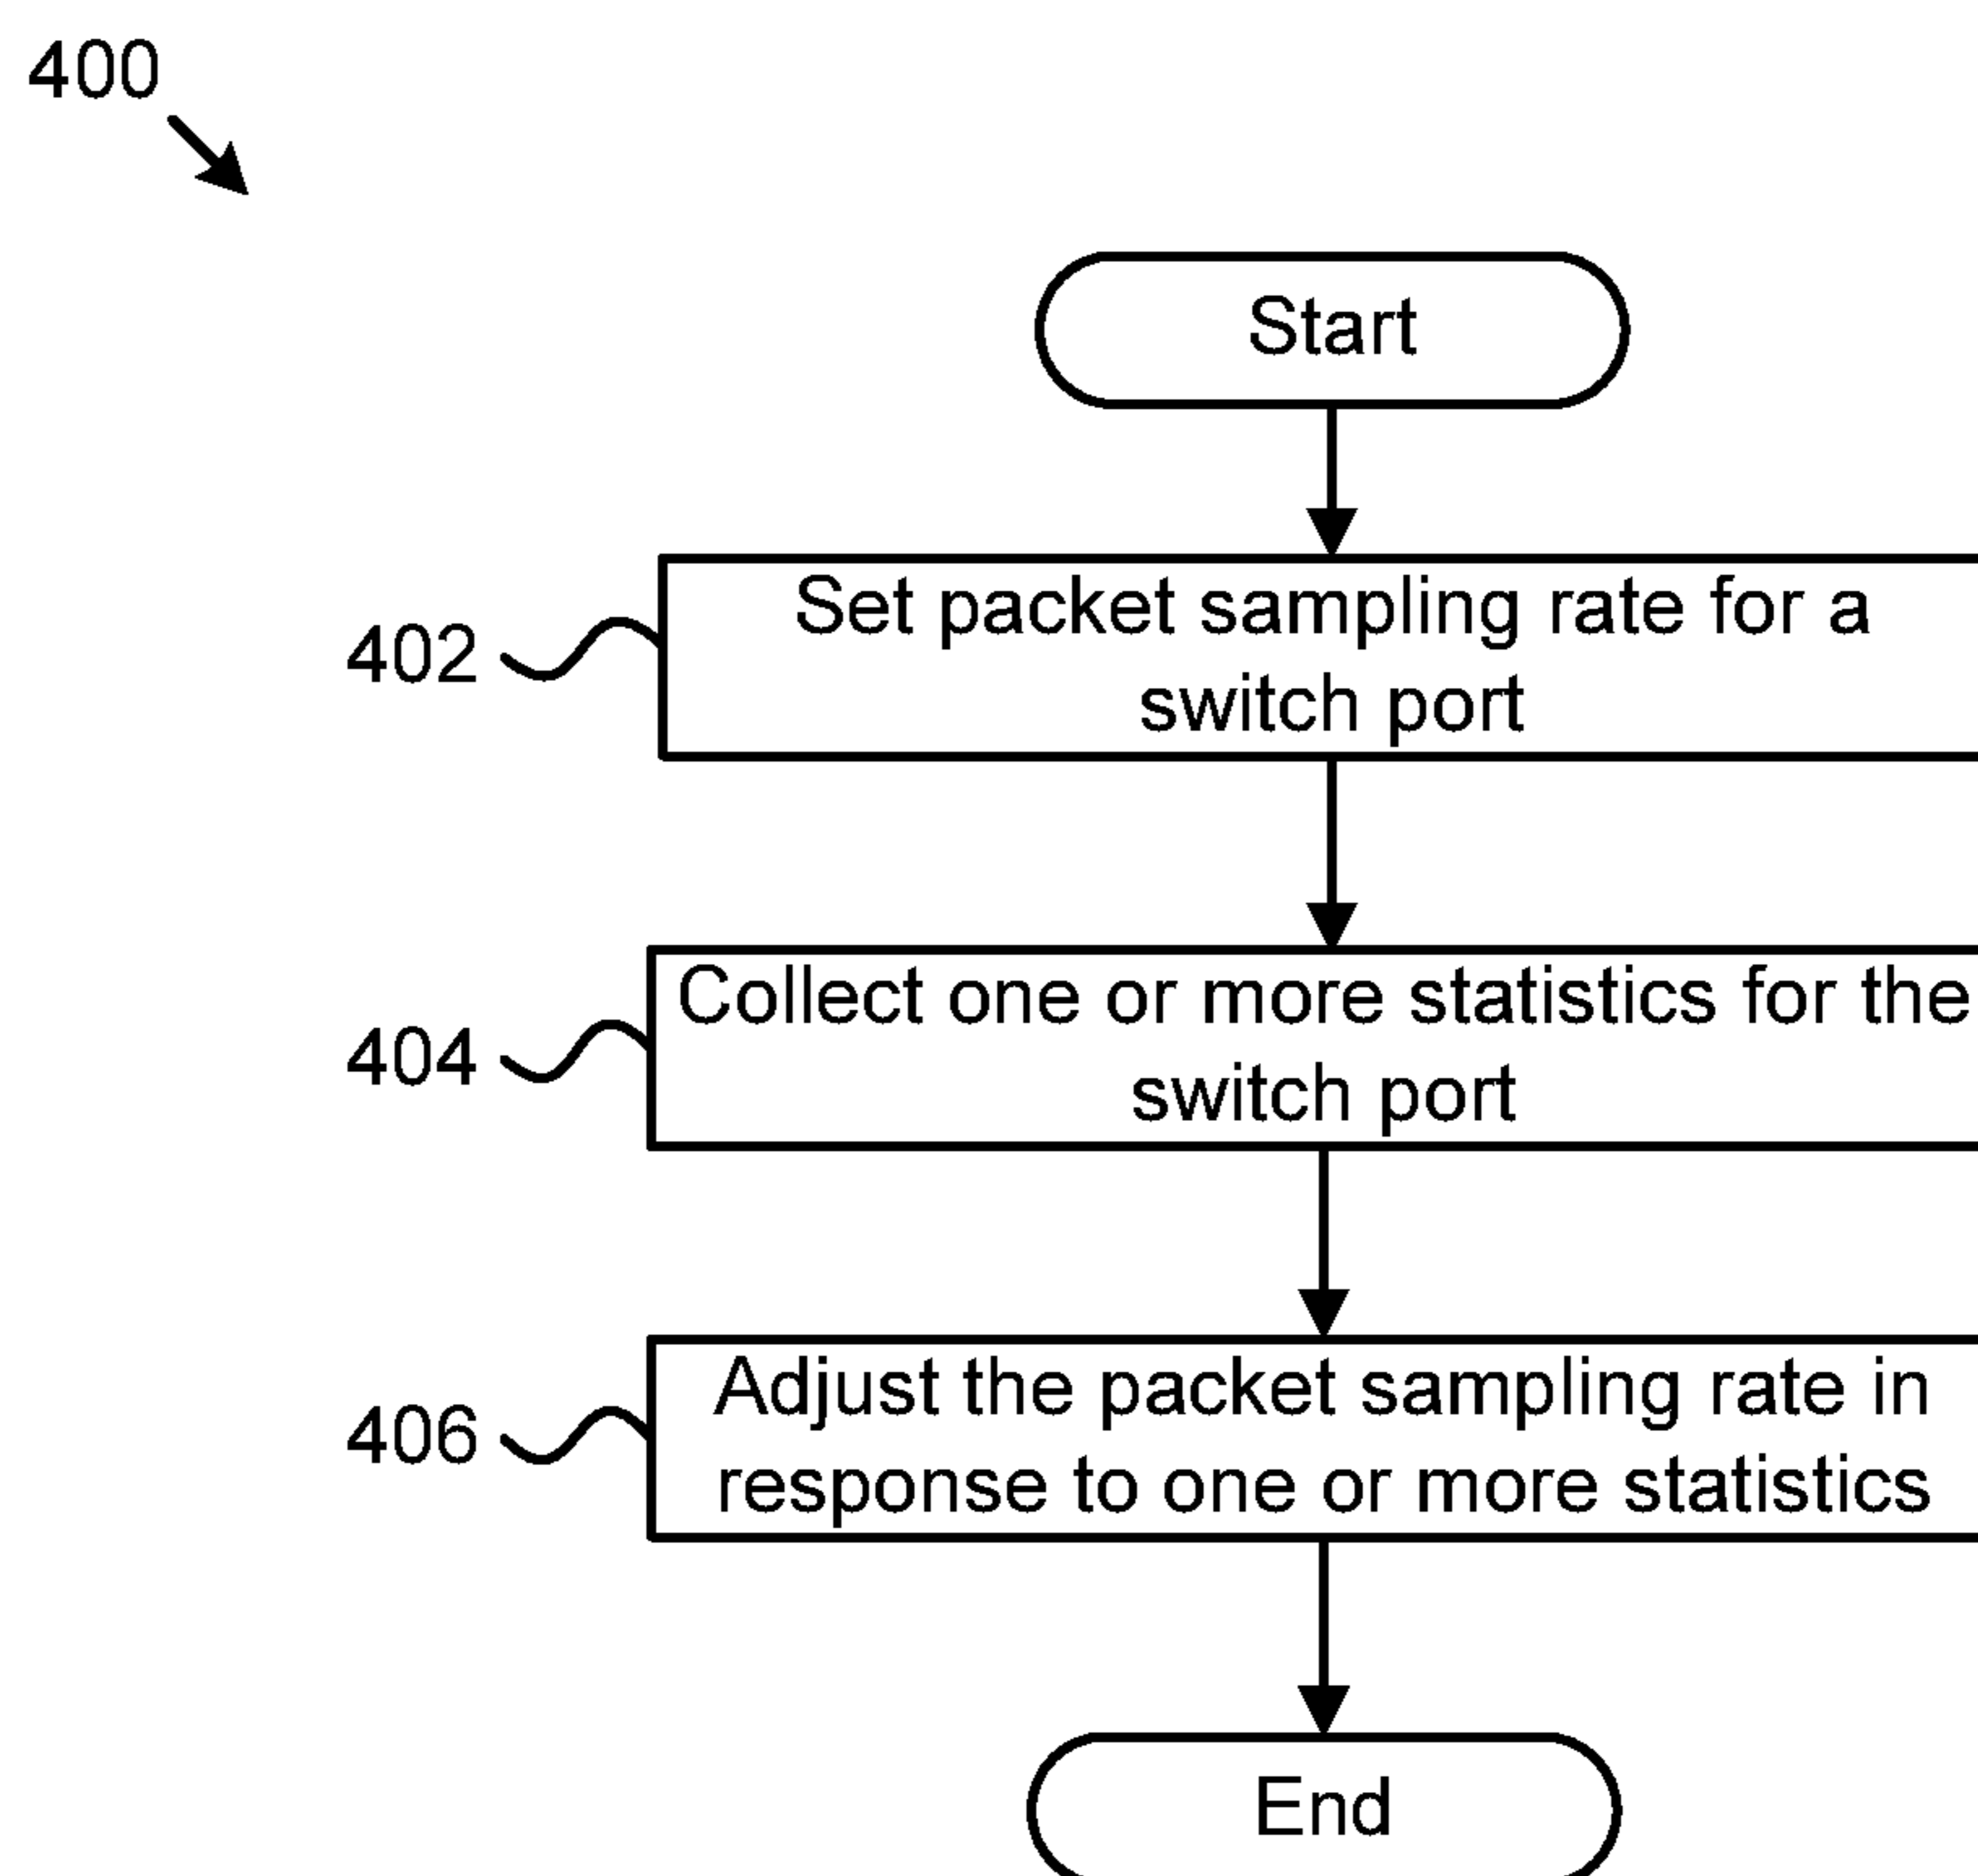 400
Start
402
Set packet sampling rate for a
switch port
404
Collect one or more statistics for the
switch port
406
Adjust the packet sampling rate in
response to one or more statistics
End